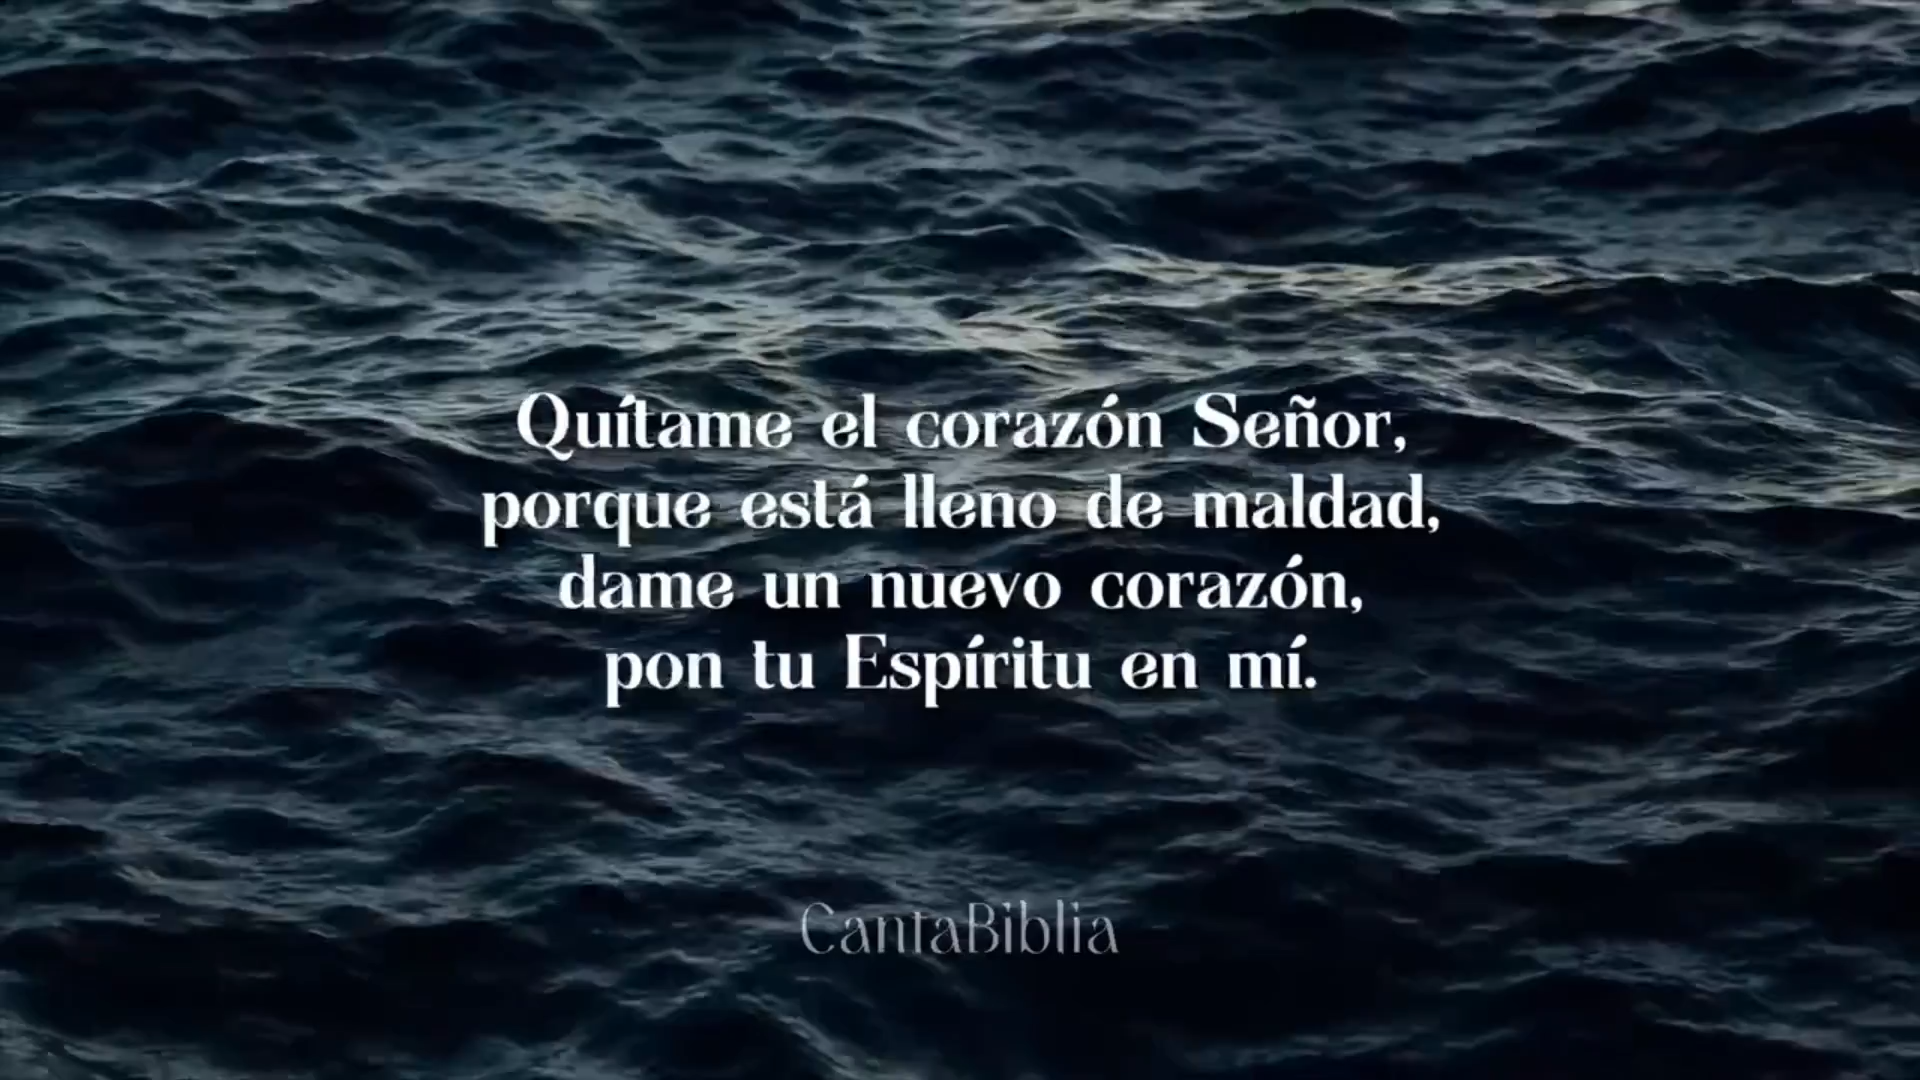 Quítame el corazón Señor,
porque está lleno de maldad,
dame un nuevo corazón,
pon tu Espíritu en mí.
CantaBiblia